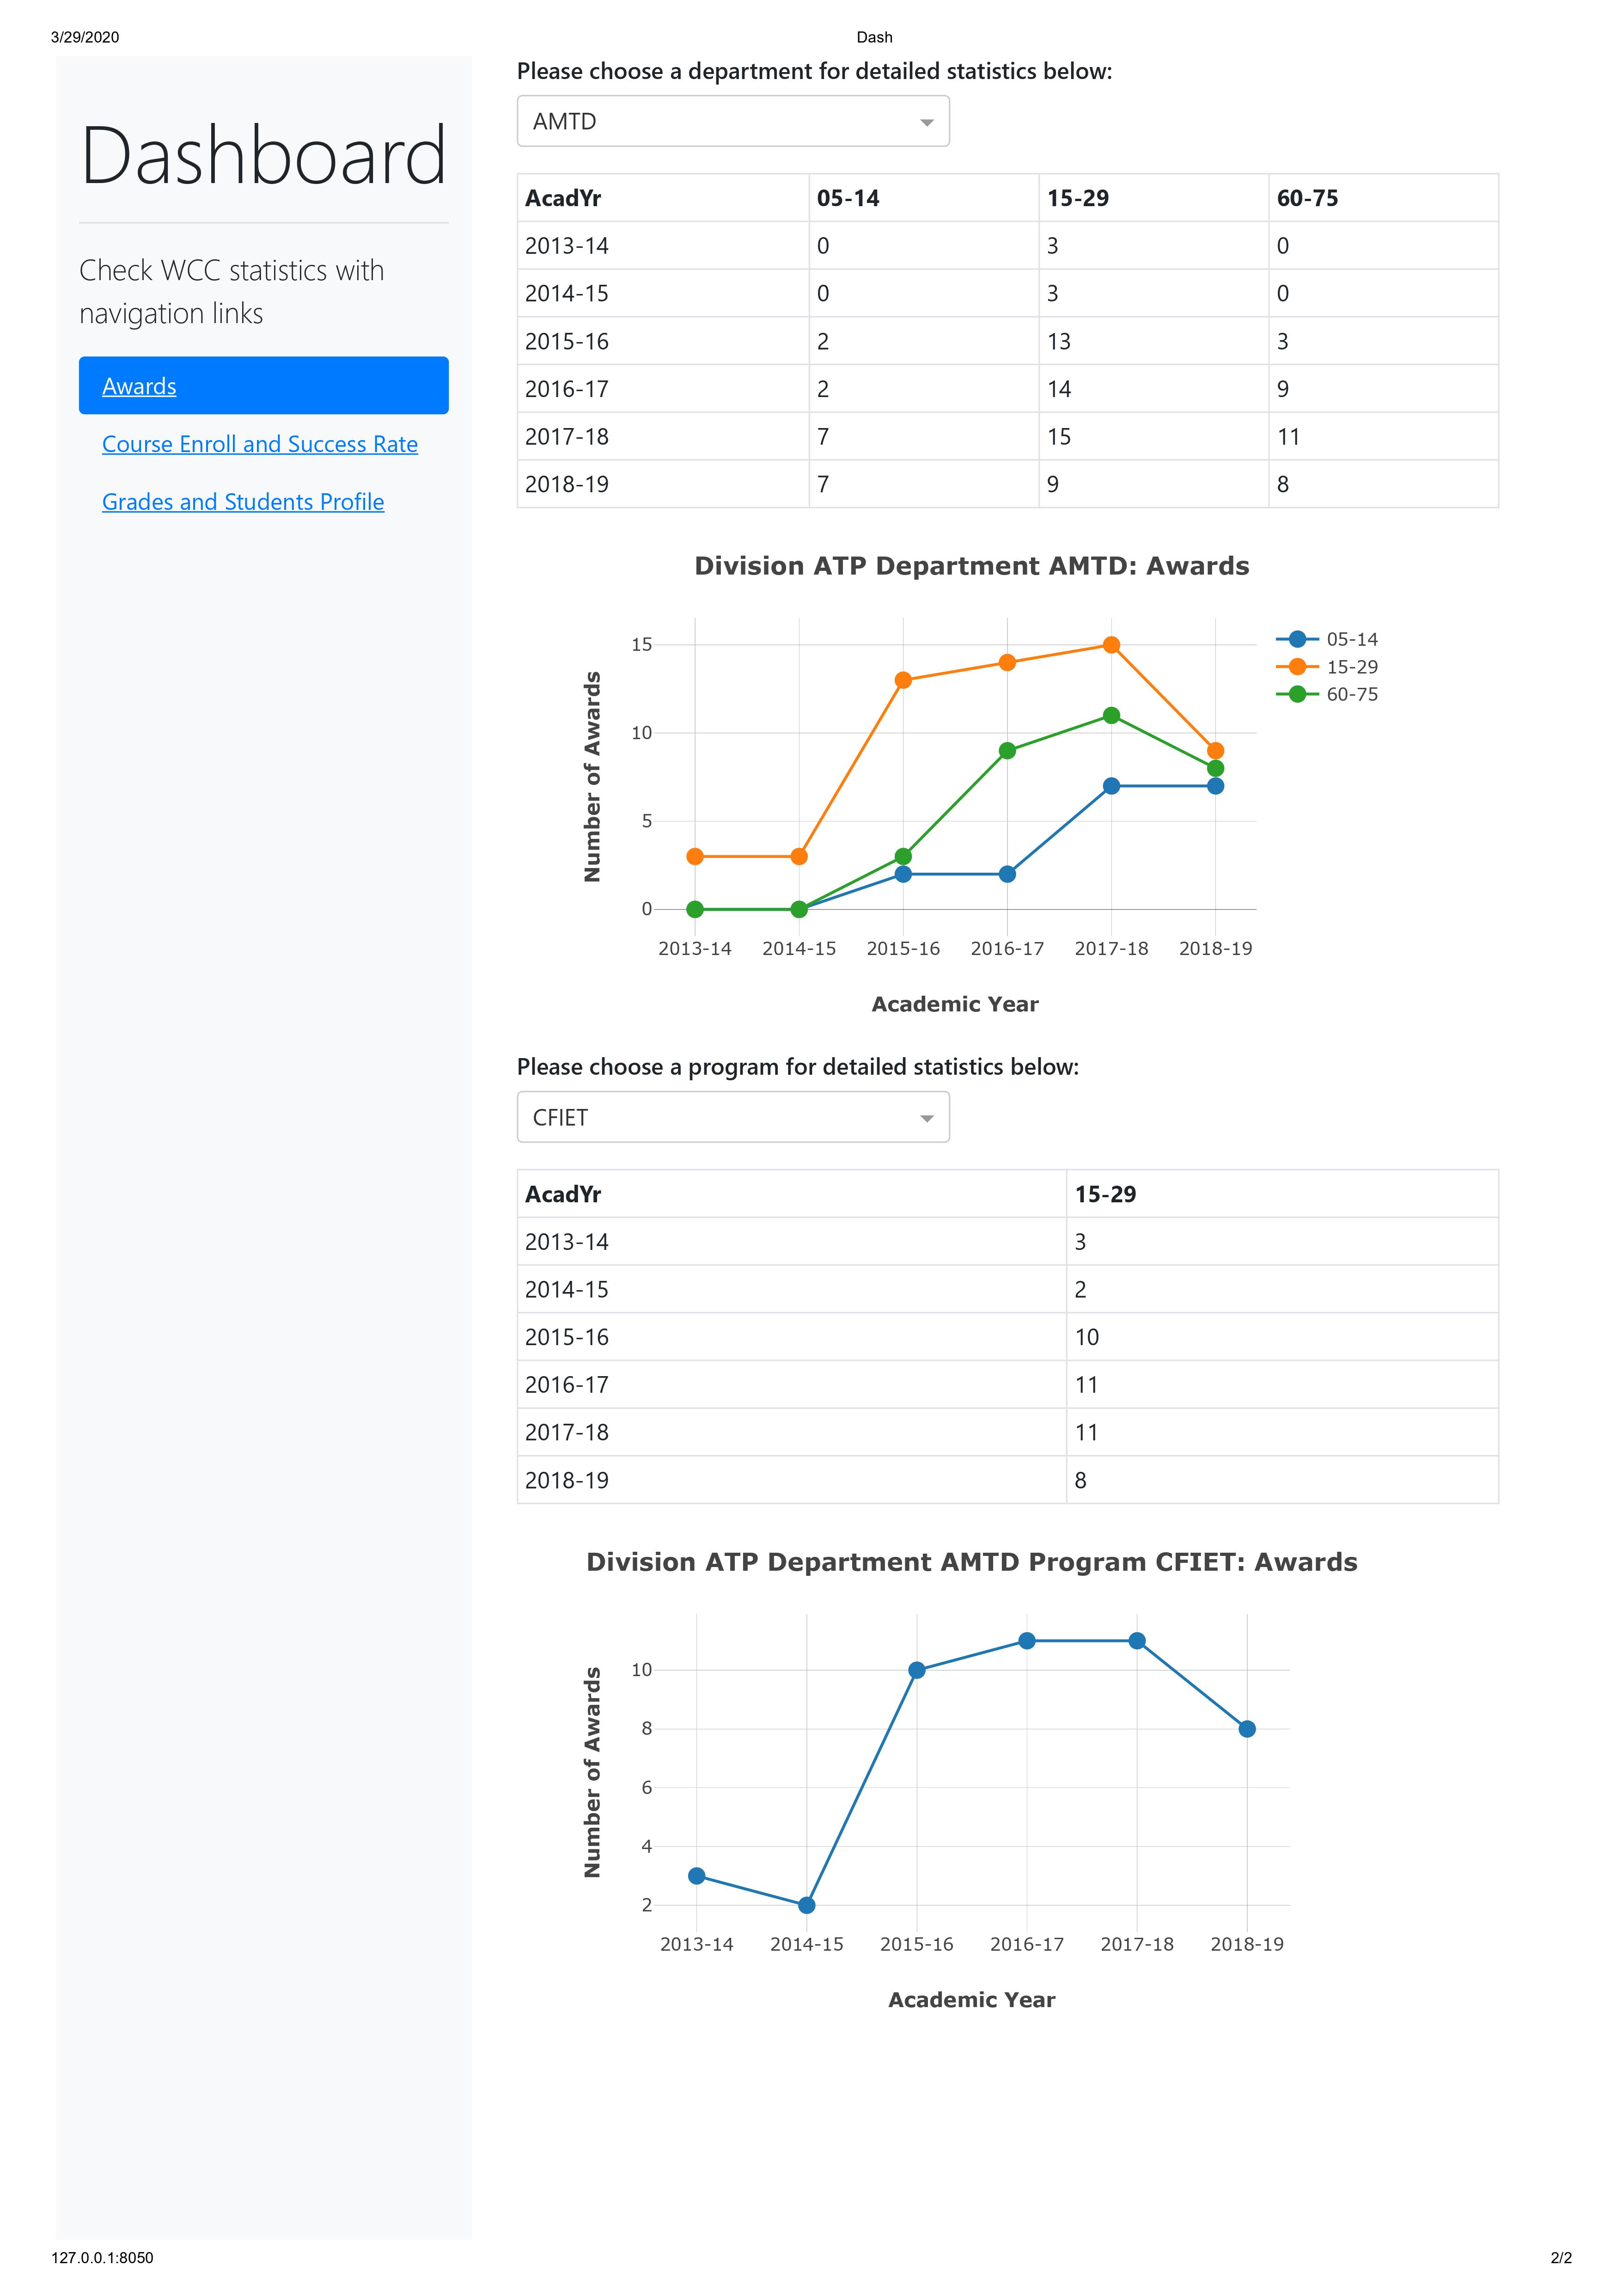 3/29/2020 Dash
Dashboard
Check WCC statistics with
navigation links
Awards
Course Enroll and Success Rate
Grades and Students Profile
Please choose a department for detailed statistics below:
AMTD
AcadYr 05-14 15-29 60-75
2013-14 0 3 0
2014-15 0 3 0
2015-16 2 13 3
2016-17 2 14 9
2017-18 7 15 11
2018-19 7 9 8
Division ATP Department AMTD: Awards
Number of Awards
15
10
5
0
05-14
15-29
60-75
2013-14 2014-15 2015-16 2016-17 2017-18 2018-19
Academic Year
Please choose a program for detailed statistics below:
CFIET
AcadYr 15-29
2013-14 3
2014-15 2
2015-16 10
2016-17 11
2017-18 11
2018-19 8
Division ATP Department AMTD Program CFIET: Awards
Number of Awards
10
8
6
4
2
2013-14 2014-15 2015-16 2016-17 2017-18 2018-19
Academic Year
127.0.0.1:8050 2/2